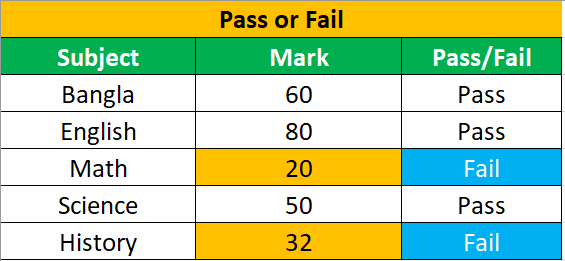 Pass or Fail
Subject Mark Pass/Fail
Bangla 60 Pass
English 80 Pass
Math 20 Fail
Science 50 Pass
History 32 Fail